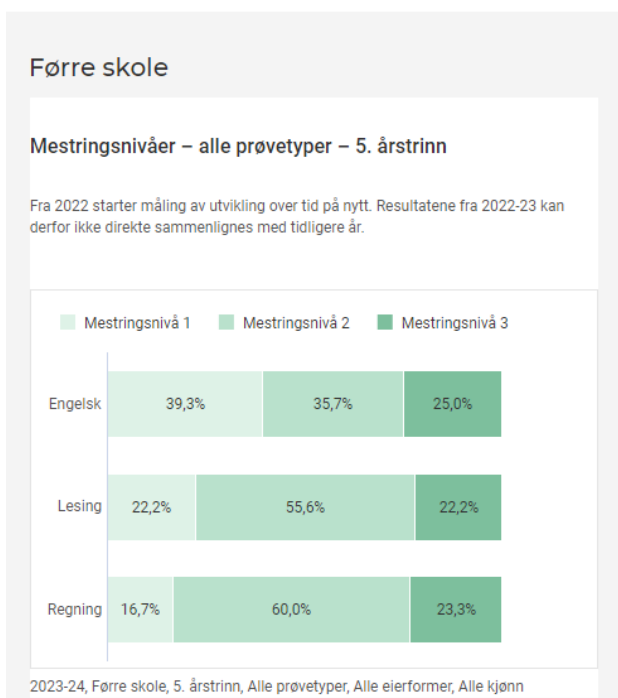 Førre skole
Mestringsnivåer – alle prøvetyper – 5. årstrinn
Fra 2022 starter måling av utvikling over tid på nytt. Resultatene fra 2022-23 kan
derfor ikke direkte sammenlignes med tidligere år.
Mestringsnivå 1 Mestringsnivå 2 Mestringsnivå 3
Engelsk 39,3% 35,7% 25,0%
Lesing 22,2% 55,6% 22,2%
Regning 16,7% 60,0% 23,3%
2023-24, Førre skole, 5. årstrinn, Alle prøvetyper, Alle eierformer, Alle kjønn